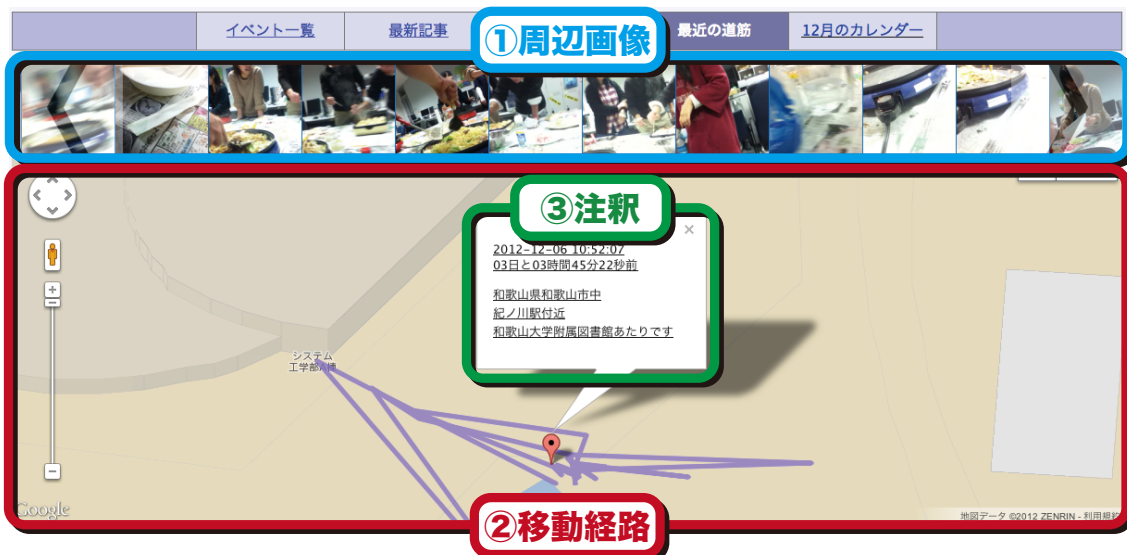 イベント一覧
最新記事
最近の道筋
12月のカレンダー
①周辺画像
③注釈
×
2012-12-06 10:52:07
03日と03時間45分22秒前
和歌山県和歌山市中
紀ノ川駅付近
和歌山大学附属図書館あたりです
システム
工学部A棟
Google
②移動経路
地図データ ©2012 ZENRIN - 利用規約